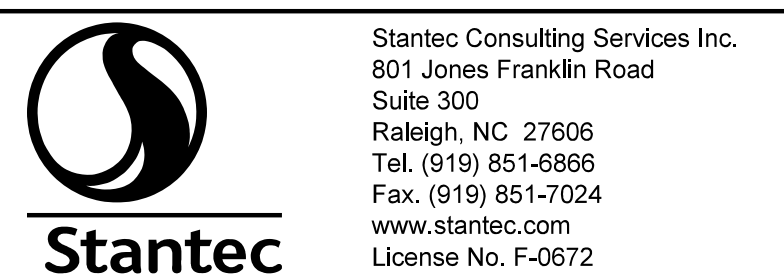 Stantec
Stantec Consulting Services Inc.
801 Jones Franklin Road
Suite 300
Raleigh, NC  27606
Tel. (919) 851-6866
Fax. (919) 851-7024
www.stantec.com
License No. F-0672